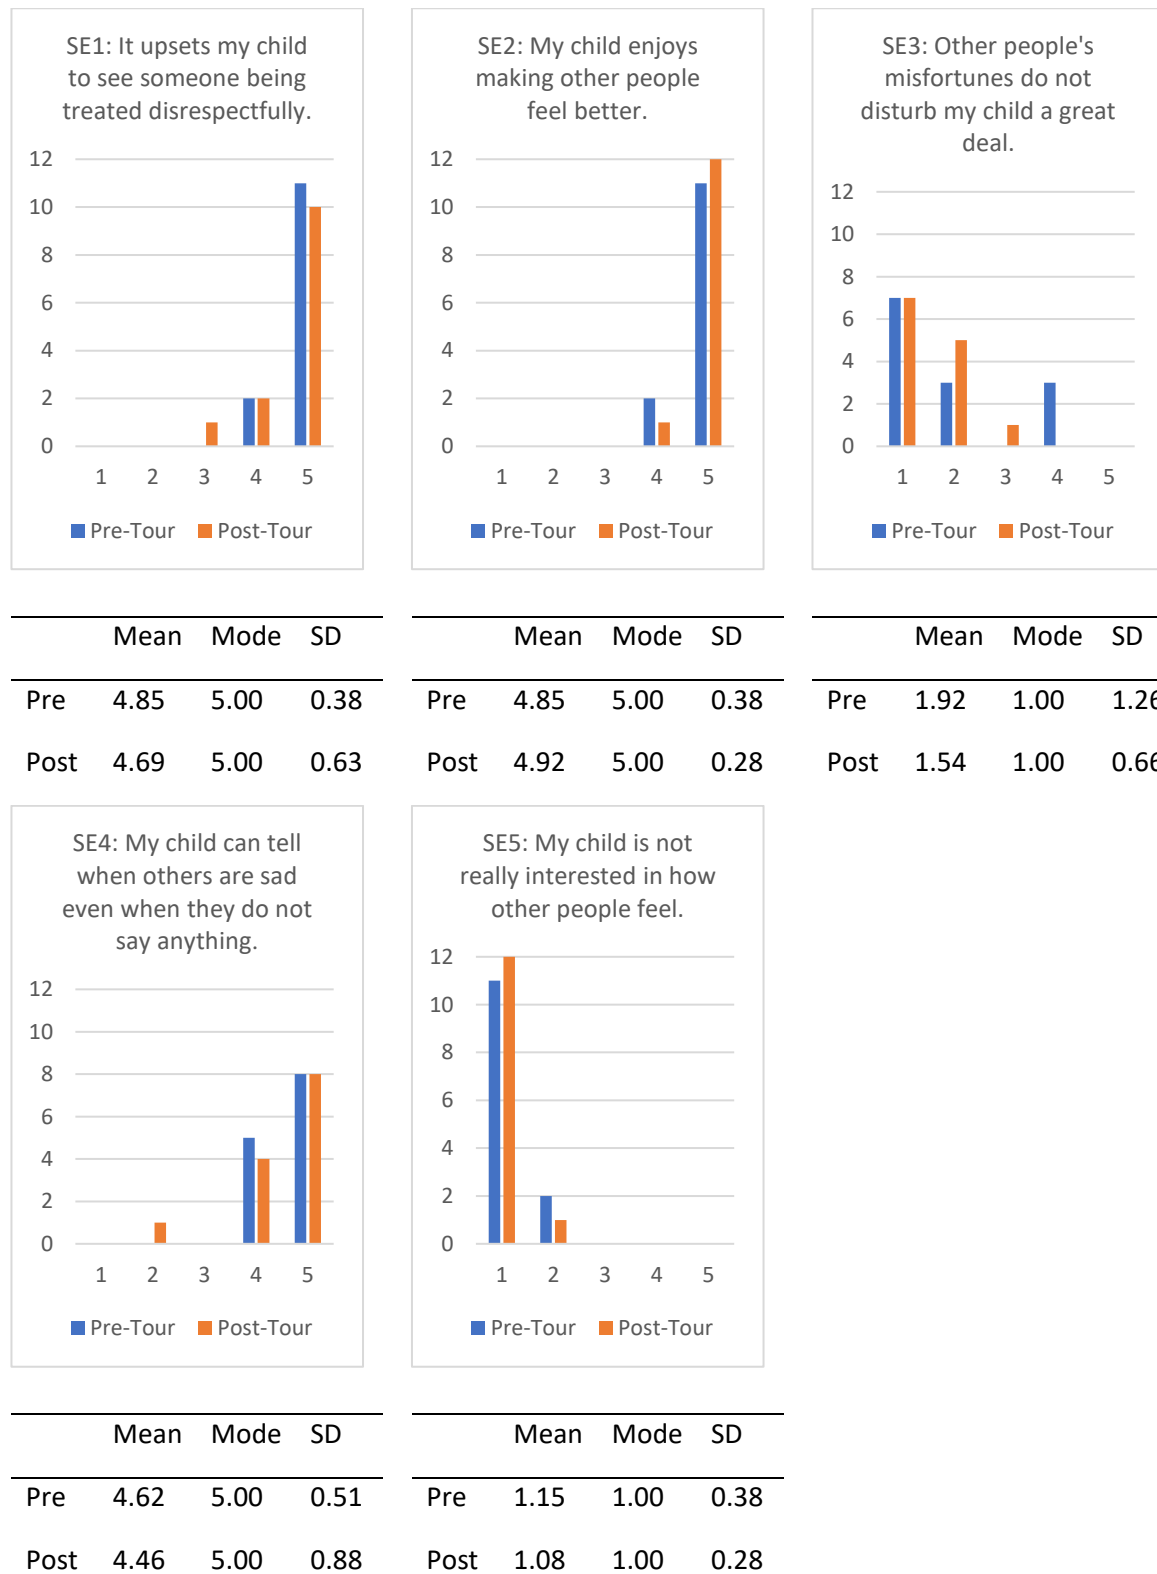 SE1: It upsets my child
to see someone being
treated disrespectfully.
12
10
8
6
4
2
0
1 2 3 4 5
Pre-Tour Post-Tour
SE2: My child enjoys
making other people
feel better.
12
10
8
6
4
2
0
1 2 3 4 5
Pre-Tour Post-Tour
SE3: Other people's
misfortunes do not
disturb my child a great
deal.
12
10
8
6
4
2
0
1 2 3 4 5
Pre-Tour Post-Tour
Mean Mode SD
Pre 4.85 5.00 0.38
Post 4.69 5.00 0.63
Mean Mode SD
Pre 4.85 5.00 0.38
Post 4.92 5.00 0.28
Mean Mode SD
Pre 1.92 1.00 1.26
Post 1.54 1.00 0.66
SE4: My child can tell
when others are sad
even when they do not
say anything.
12
10
8
6
4
2
0
1 2 3 4 5
Pre-Tour Post-Tour
SE5: My child is not
really interested in how
other people feel.
12
10
8
6
4
2
0
1 2 3 4 5
Pre-Tour Post-Tour
Mean Mode SD
Pre 4.62 5.00 0.51
Post 4.46 5.00 0.88
Mean Mode SD
Pre 1.15 1.00 0.38
Post 1.08 1.00 0.28